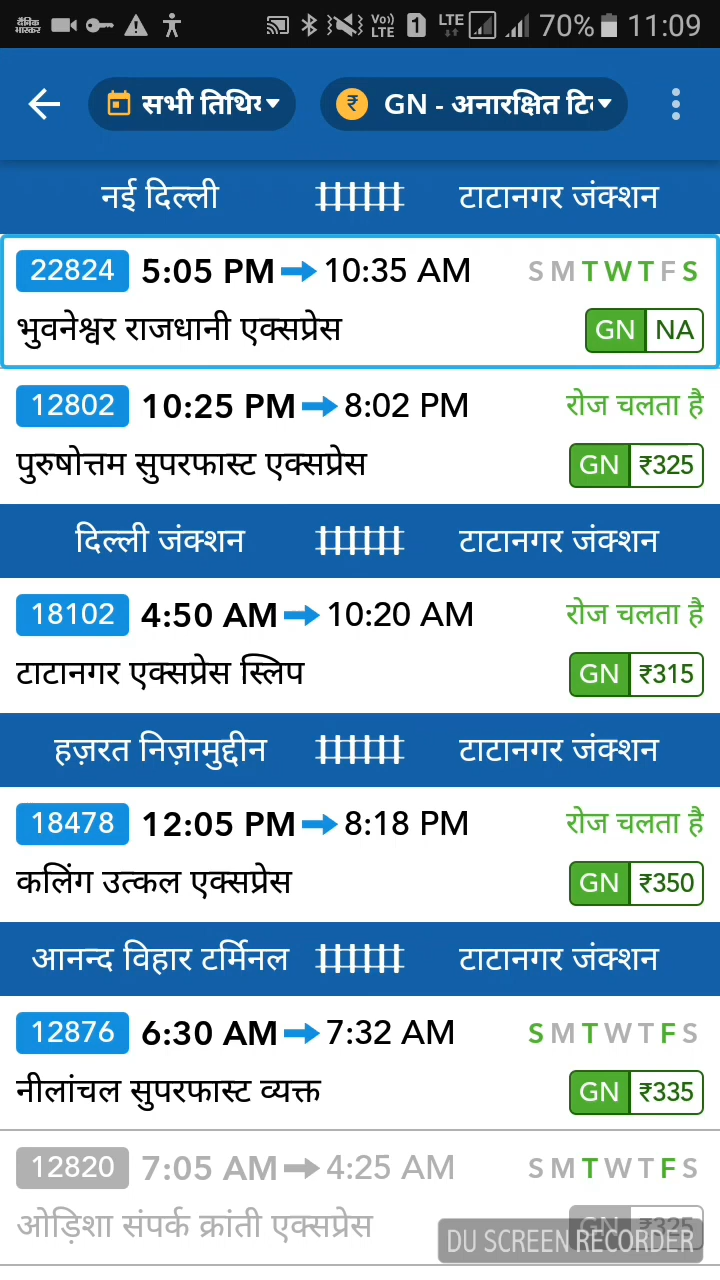 दैनिक भास्कर Vo)) LTE 1 LTE 70% 11:09
सभी तिथिय GN - अनारक्षित टि
नई दिल्ली टाटानगर जंक्शन
22824 5:05 PM 10:35 AM S M T W T F S
भुवनेश्वर राजधानी एक्सप्रेस GN NA
12802 10:25 PM 8:02 PM रोज चलता है
पुरुषोत्तम सुपरफास्ट एक्सप्रेस GN ₹325
दिल्ली जंक्शन टाटानगर जंक्शन
18102 4:50 AM 10:20 AM रोज चलता है
टाटानगर एक्सप्रेस स्लिप GN ₹315
हज़रत निज़ामुद्दीन टाटानगर जंक्शन
18478 12:05 PM 8:18 PM रोज चलता है
कलिंग उत्कल एक्सप्रेस GN ₹350
आनन्द विहार टर्मिनल टाटानगर जंक्शन
12876 6:30 AM 7:32 AM S M T W T F S
नीलांचल सुपरफास्ट व्यक्त GN ₹335
12820 7:05 AM 4:25 AM S M T W T F S
ओड़िशा संपर्क क्रांती एक्सप्रेस GN ₹325
DU SCREEN RECORDER